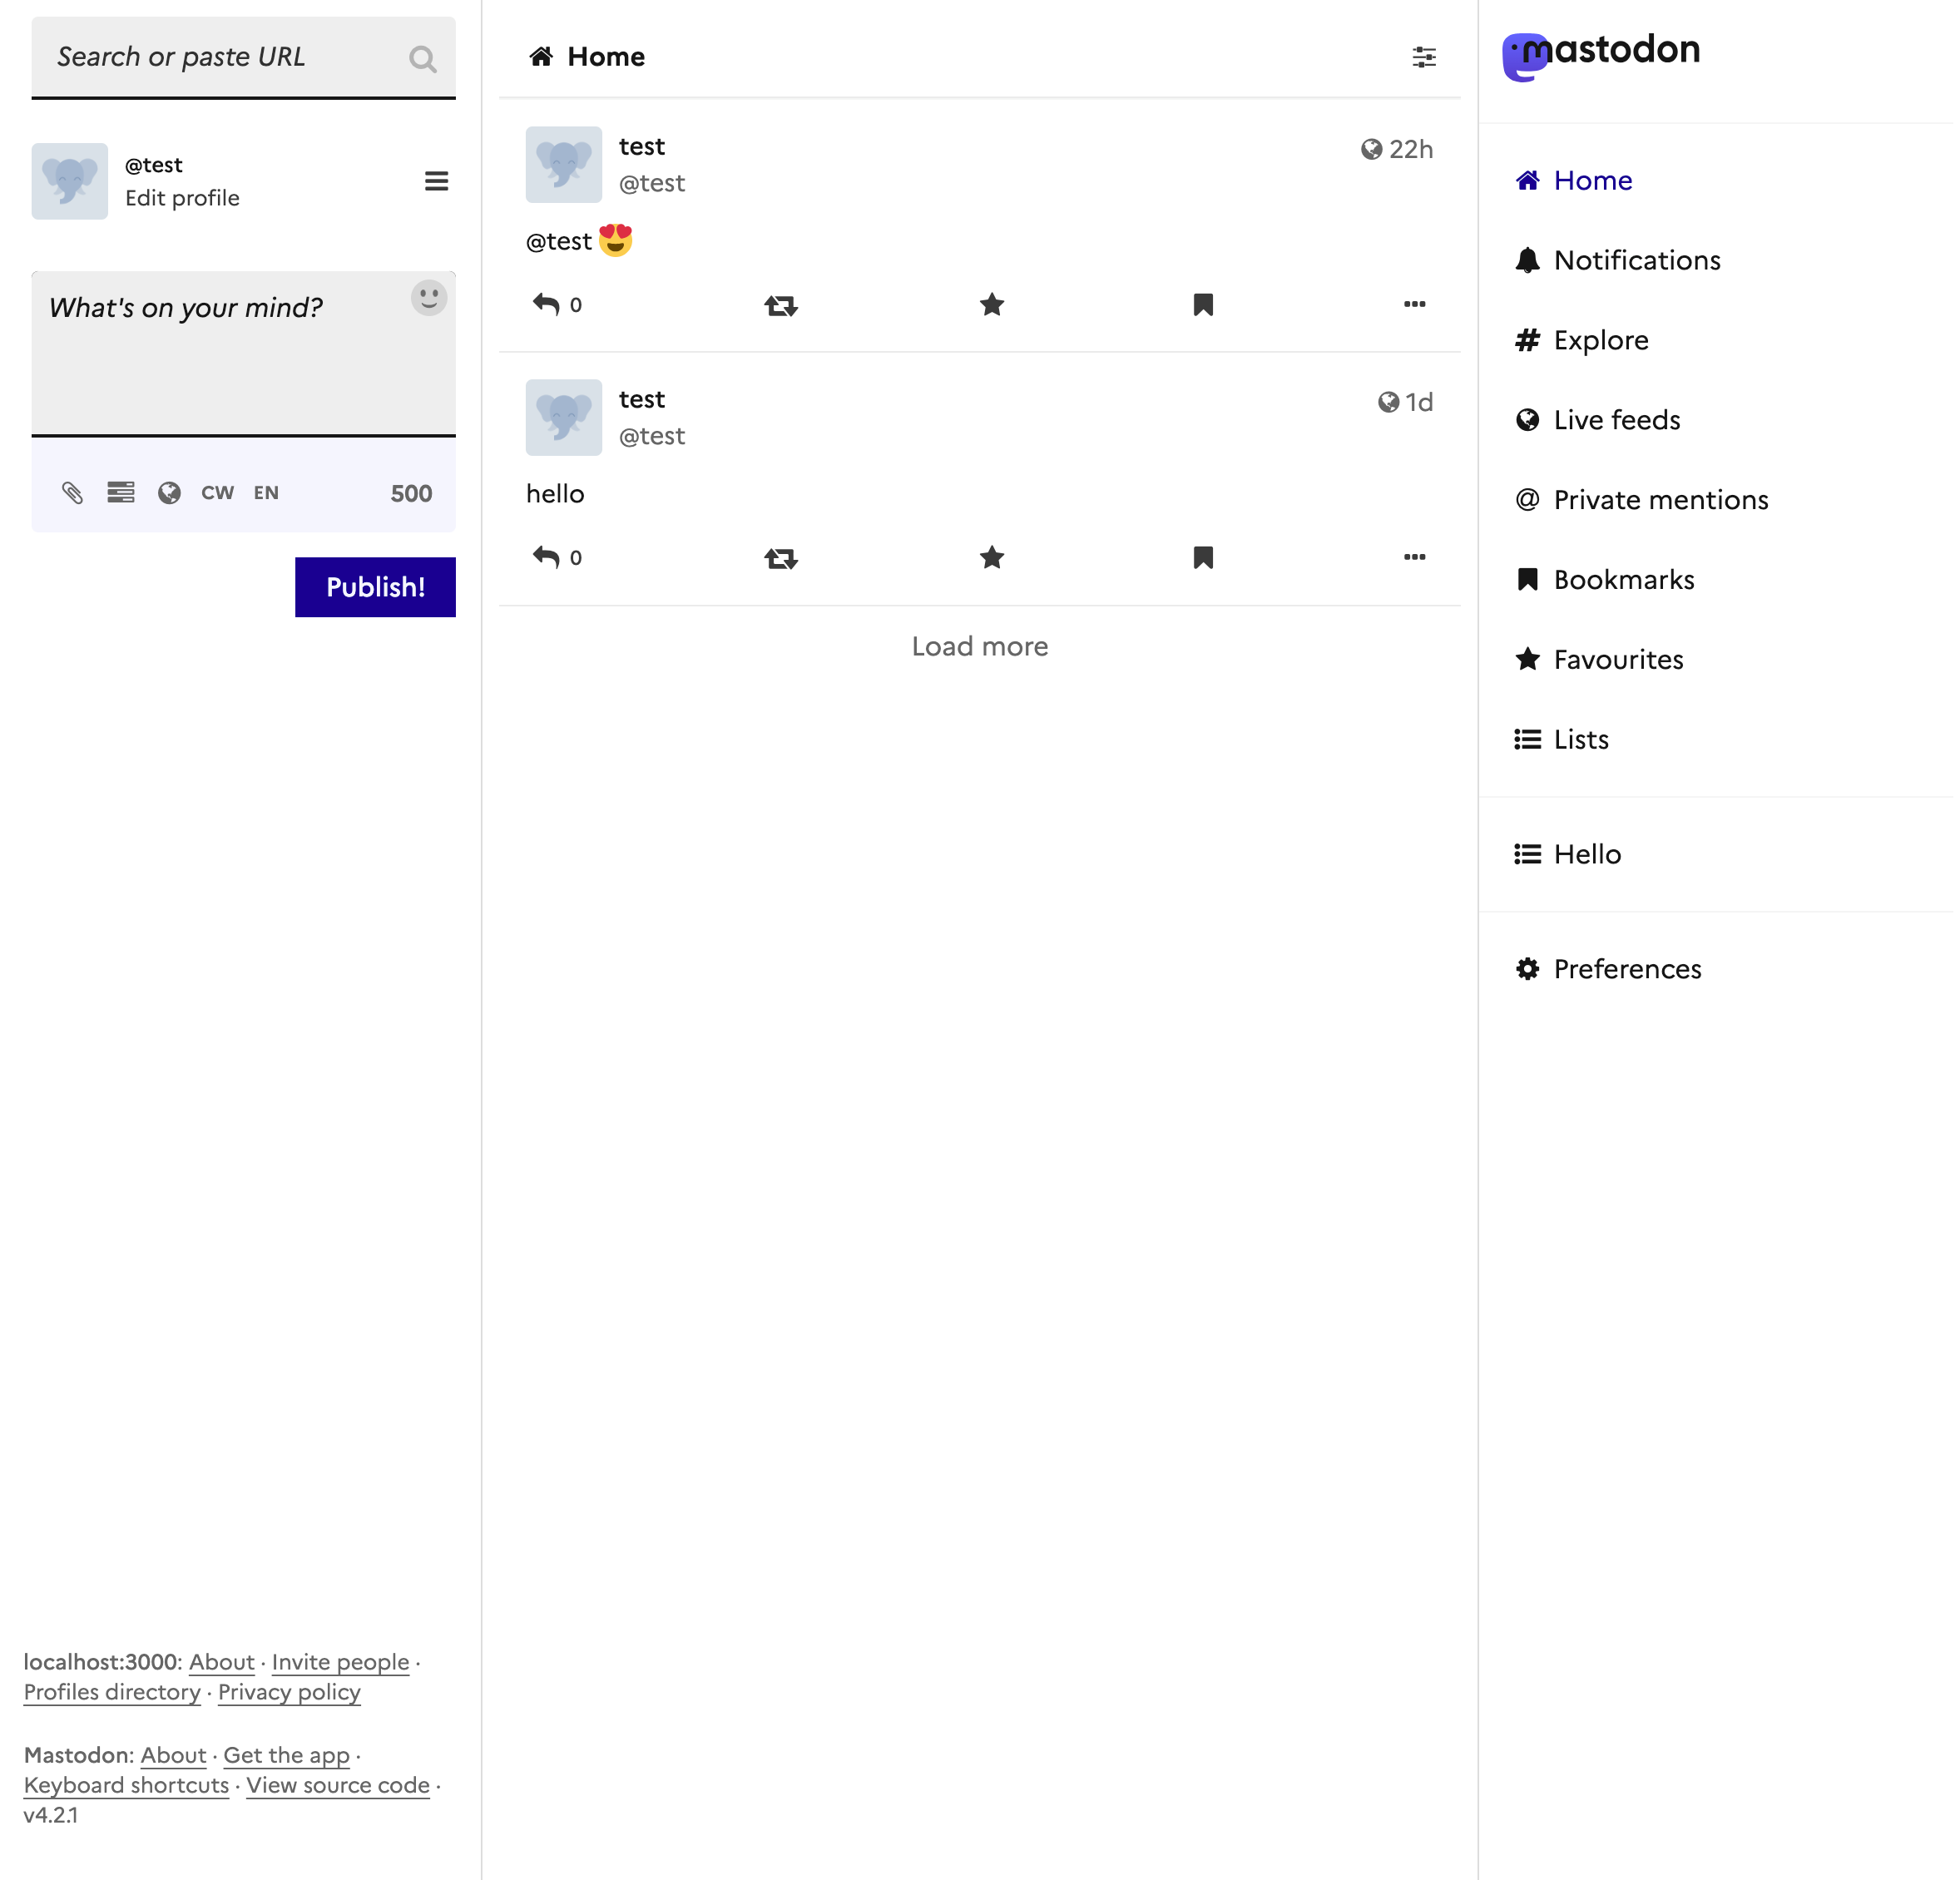 Search or paste URL
@test
Edit profile
What's on your mind?
CW EN 500
Publish!
localhost:3000: About · Invite people ·
Profiles directory · Privacy policy
Mastodon: About · Get the app ·
Keyboard shortcuts · View source code ·
v4.2.1
Home
test 22h
@test
@test 😍
0
test 1d
@test
hello
0
Load more
mastodon
Home
Notifications
Explore
Live feeds
Private mentions
Bookmarks
Favourites
Lists
Hello
Preferences